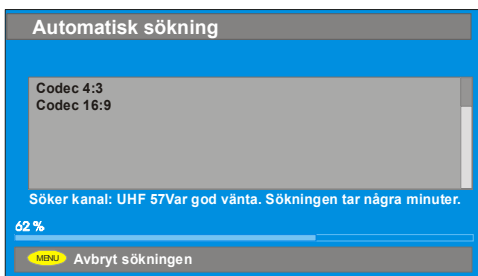 Automatisk sökning
Codec 4:3
Codec 16:9
Söker kanal: UHF 57Var god vänta. Sökningen tar några minuter.
62 %
MENU Avbryt sökningen